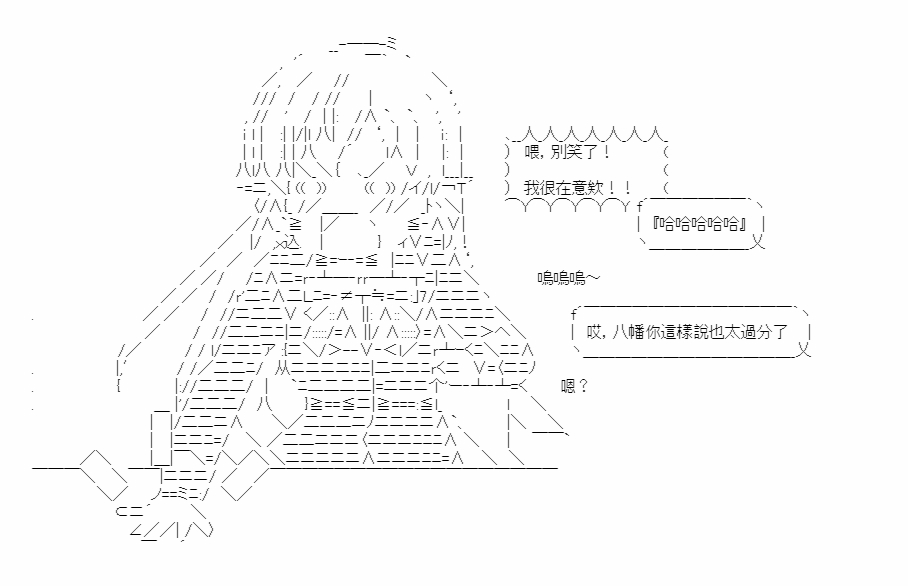 喂，別笑了！
我很在意欸！！
『哈哈哈哈哈』
嗚嗚嗚～
哎，八幡你這樣說也太過分了
嗯？